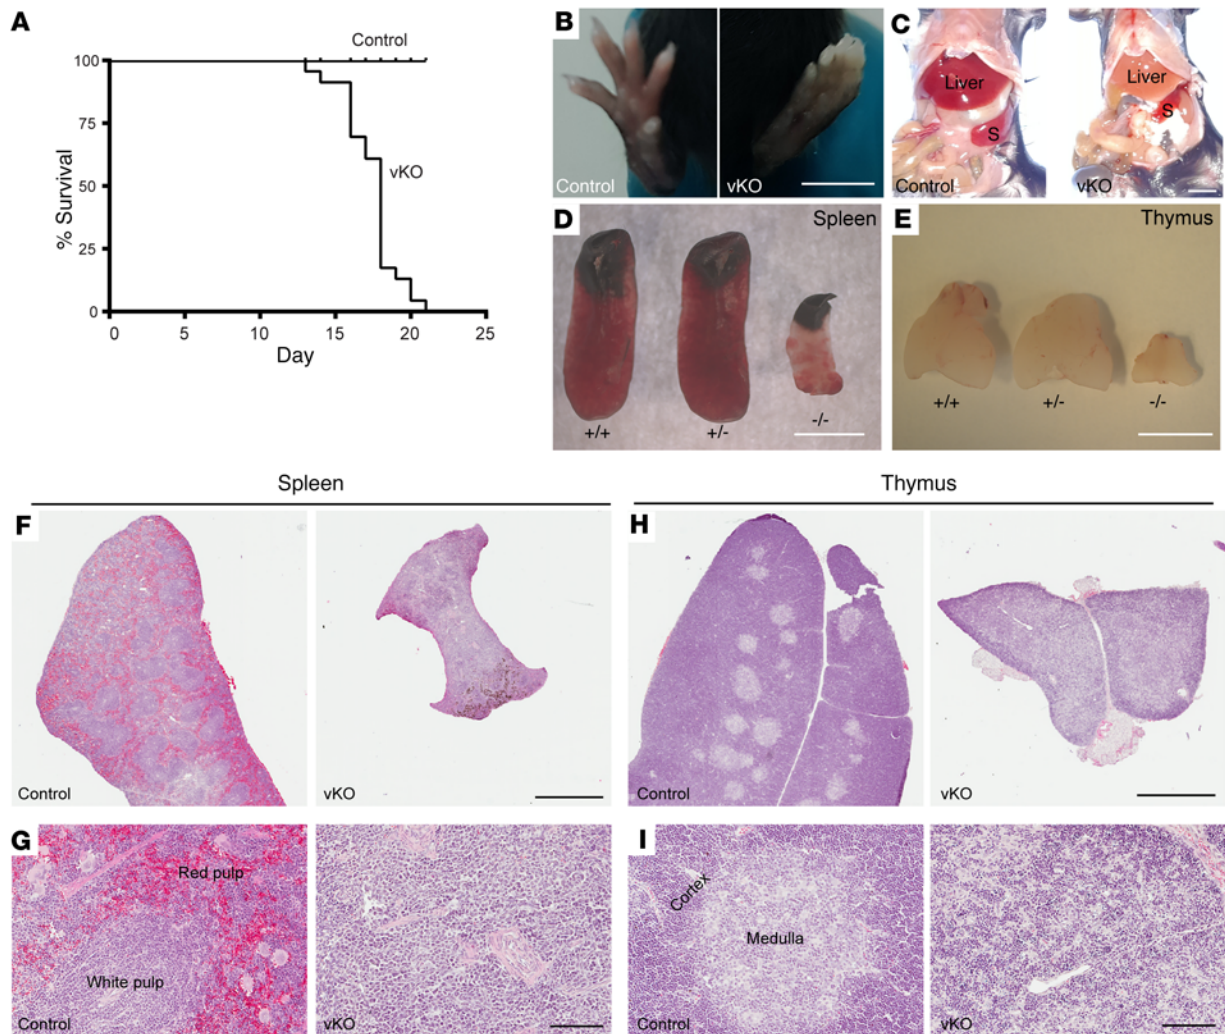 A
Control
100
75
50
25
0
% Survival
vKO
0 5 10 15 20 25
Day
B
Control
vKO
C
Liver
S
Control
Liver
S
vKO
D
Spleen
+/+
+/-
-/-
E
Thymus
+/+
+/-
-/-
Spleen
Thymus
F
Control
vKO
H
Control
vKO
G
Red pulp
White pulp
Control
vKO
I
Cortex
Medulla
Control
vKO